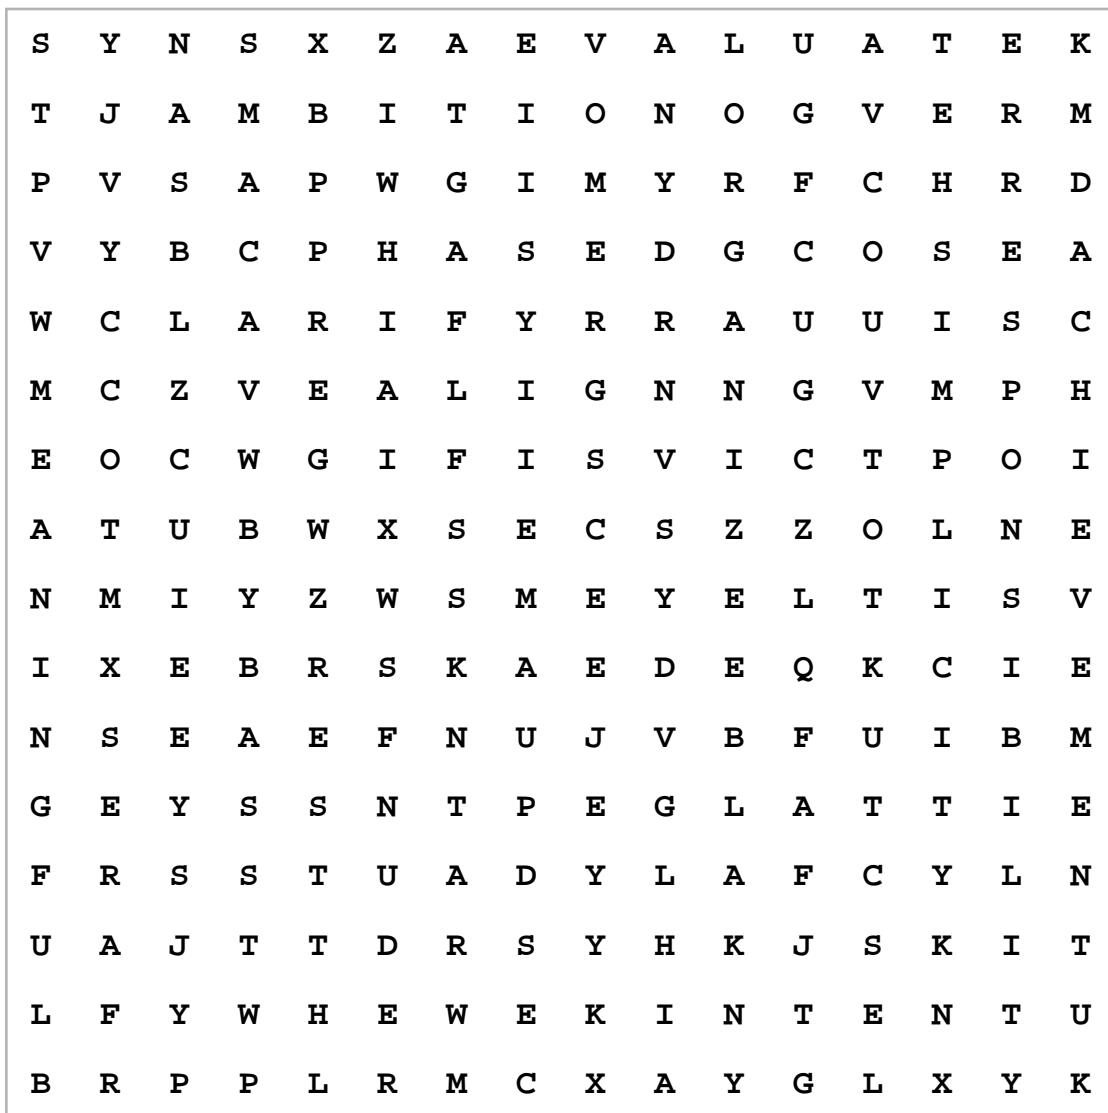 S Y N S X Z A E V A L U A T E K
T J A M B I T I O N O G V E R M
P V S A P W G I M Y R F C H R D
V Y B C P H A S E D G C O S E A
W C L A R I F Y R R A U U I S C
M C Z V E A L I G N N G V M P H
E O C W G I F I S V I C T P O I
A T U B W X S E C S Z Z O L N E
N M I Y Z W S M E Y E L T I S V
I X E B R S K A E D E Q K C I E
N S E A E F N U J V B F U I B M
G E Y S S N T P E G L A T T I E
F R S S T U A D Y L A F C Y L N
U A J T T D R S Y H K J S K I T
L F Y W H E W E K I N T E N T U
B R P P L R M C X A Y G L X Y K